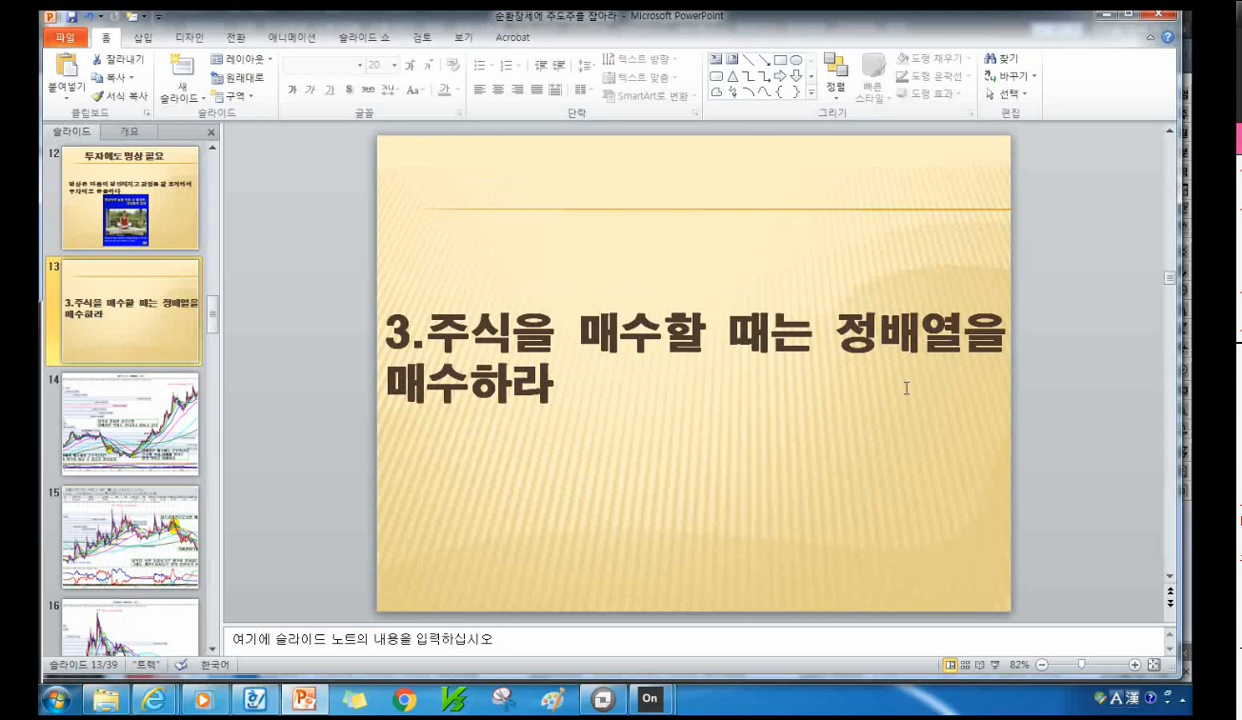 순환장세에 주도주를 잡아라 - Microsoft PowerPoint
파일 홈 삽입 디자인 전환 애니메이션 슬라이드 쇼 검토 보기 Acrobat
붙여넣기
잘라내기
복사
서식 복사
클립보드
새 슬라이드
레이아웃
원래대로
구역
슬라이드
20
가 가 가 가
글꼴
텍스트 방향
텍스트 맞춤
SmartArt로 변환
단락
정렬
빠른 스타일
도형 채우기
도형 윤곽선
도형 효과
그리기
찾기
바꾸기
선택
편집
슬라이드 개요
12
투자에도 명상 필요
13
3.주식을 매수할 때는 정배열을
매수하라
14
15
16
3.주식을 매수할 때는 정배열을
매수하라
여기에 슬라이드 노트의 내용을 입력하십시오
슬라이드 13/39 "트렉" 한국어
82%
On
A 漢